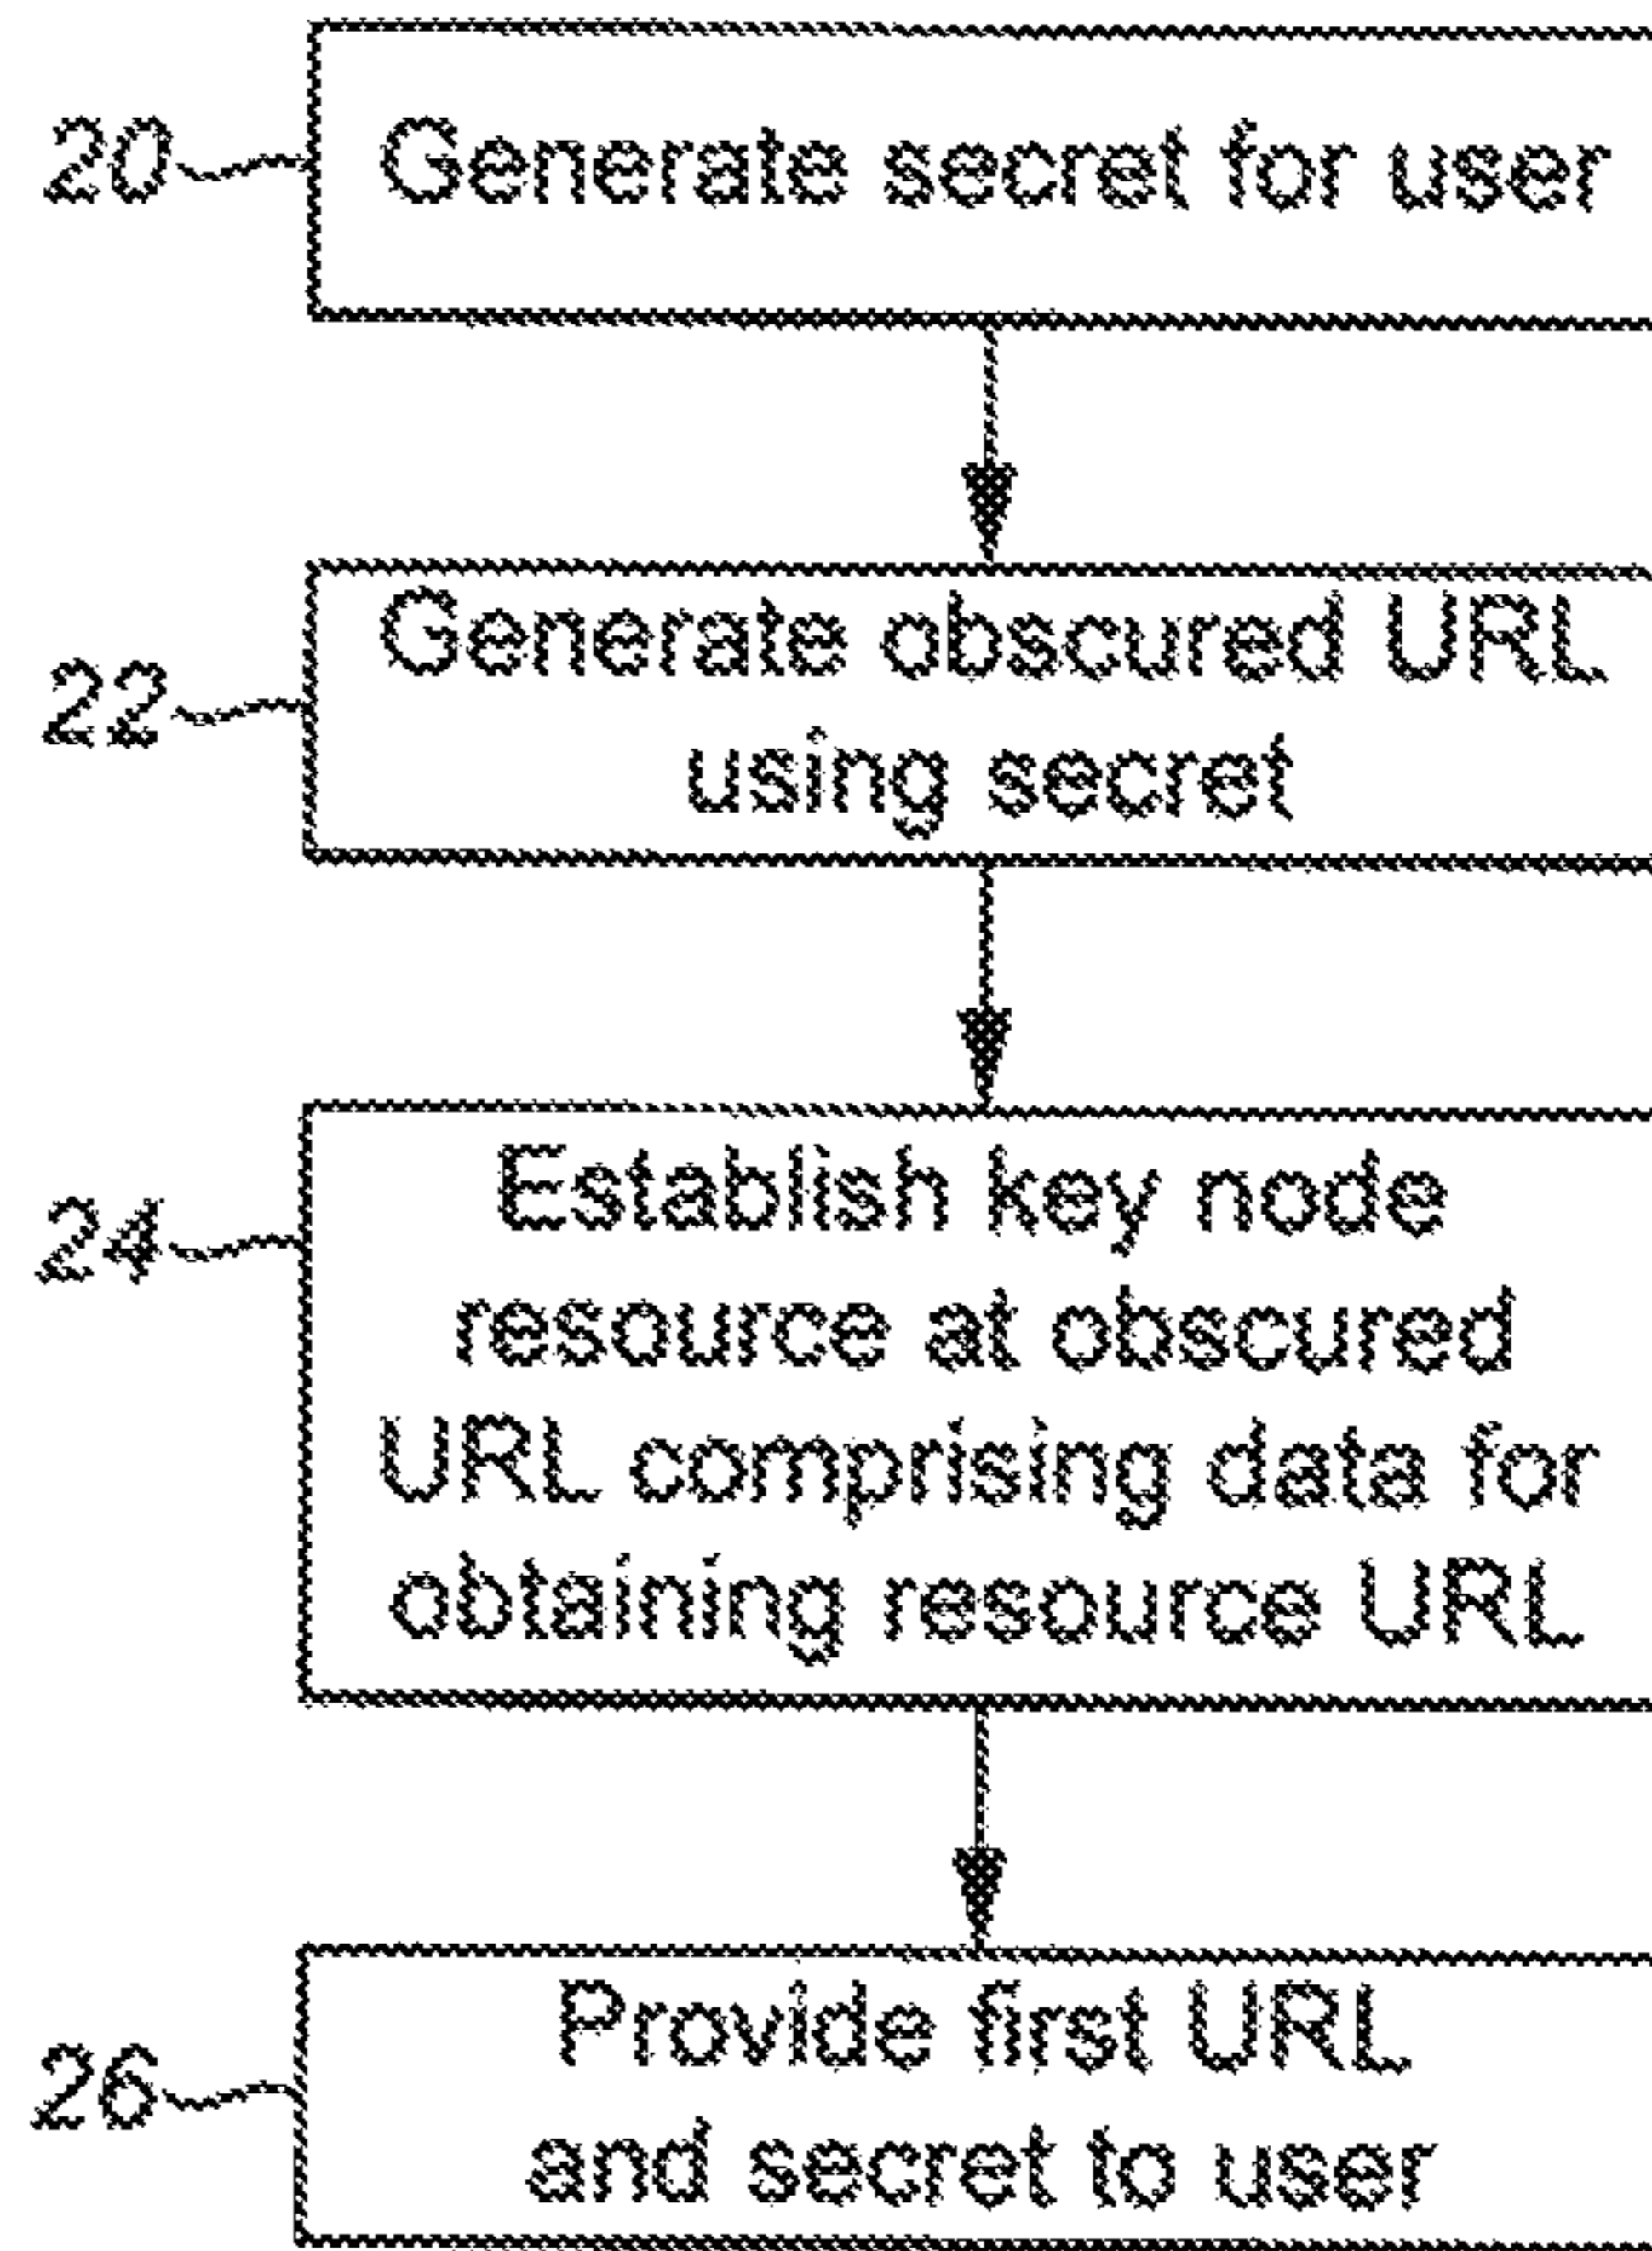 20 Generate secret for user
22 Generate obscured URL
using secret
24 Establish key node
resource at obscured
URL comprising data for
obtaining resource URL
26 Provide first URL
and secret to user